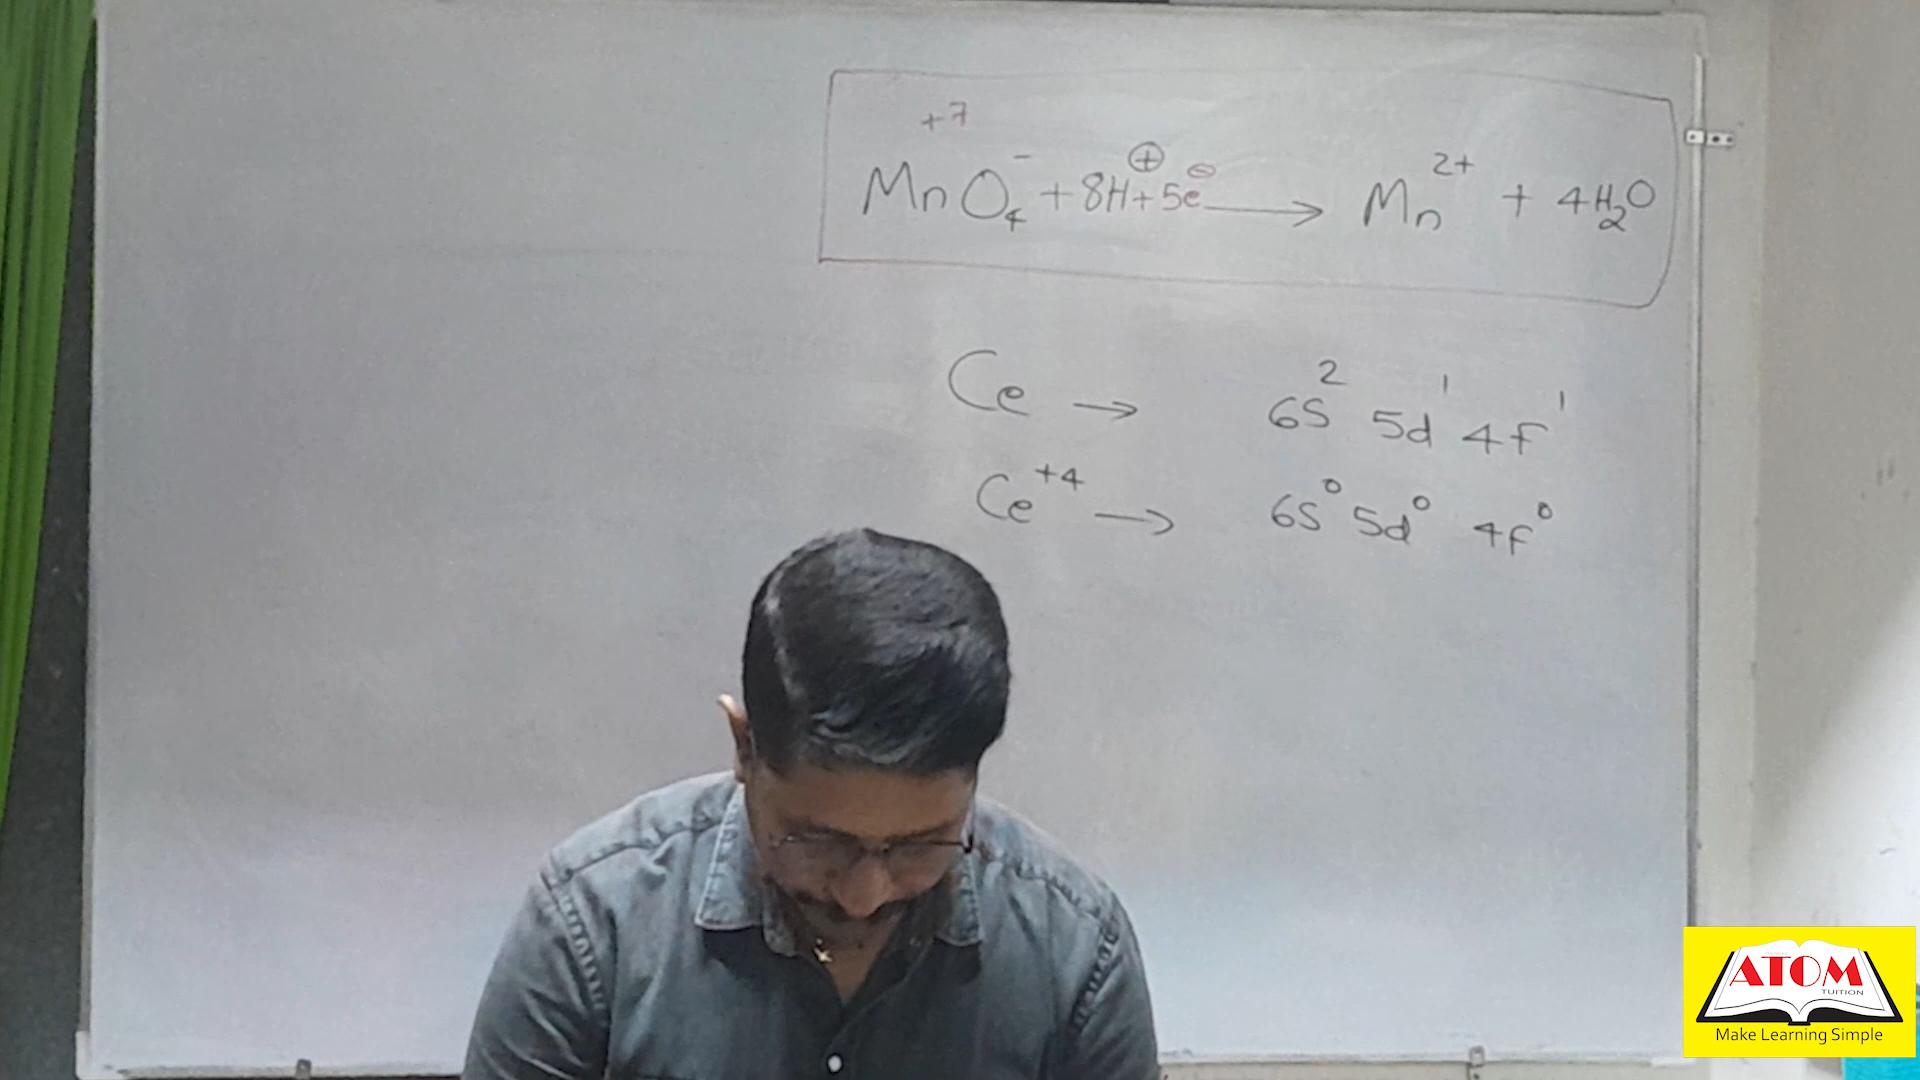 +7
MnO₄⁻ + 8H⊕ + 5e⊖ → Mn²⁺ + 4H₂O
Ce → 6S² 5d¹ 4f¹
Ce⁺⁴ → 6S⁰ 5d⁰ 4f⁰
ATOM
TUITION
Make Learning Simple